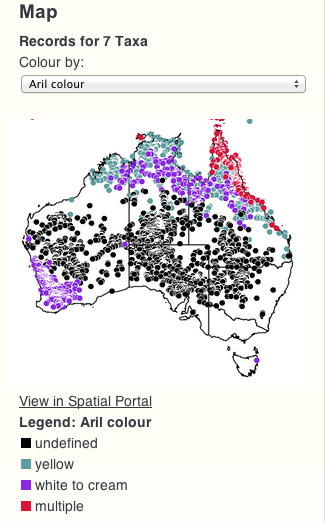 Map
Records for 7 Taxa
Colour by:
Aril colour
View in Spatial Portal
Legend: Aril colour
undefined
yellow
white to cream
multiple